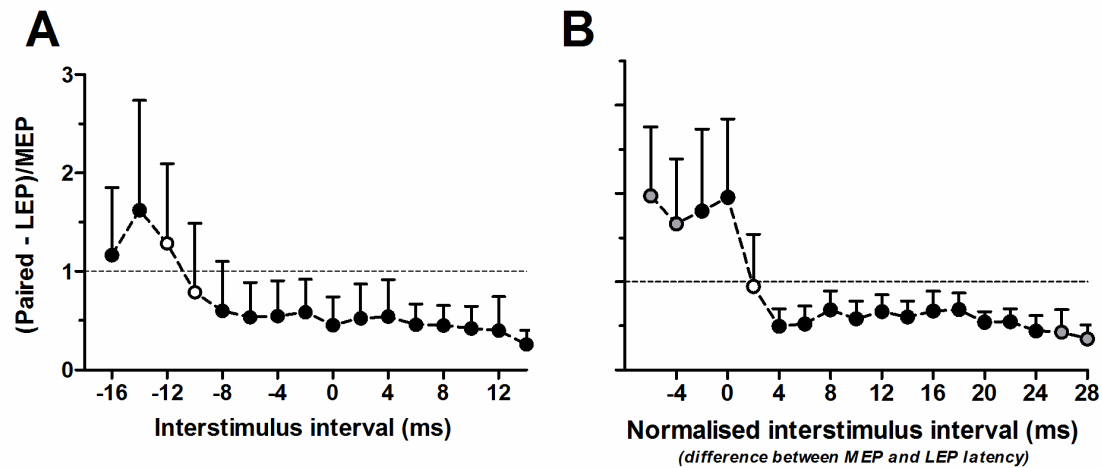 A
B
(Paired - LEP)/MEP
3
2
1
0
-16 -12 -8 -4 0 4 8 12
-4 0 4 8 12 16 20 24 28
Interstimulus interval (ms)
Normalised interstimulus interval (ms)
(difference between MEP and LEP latency)